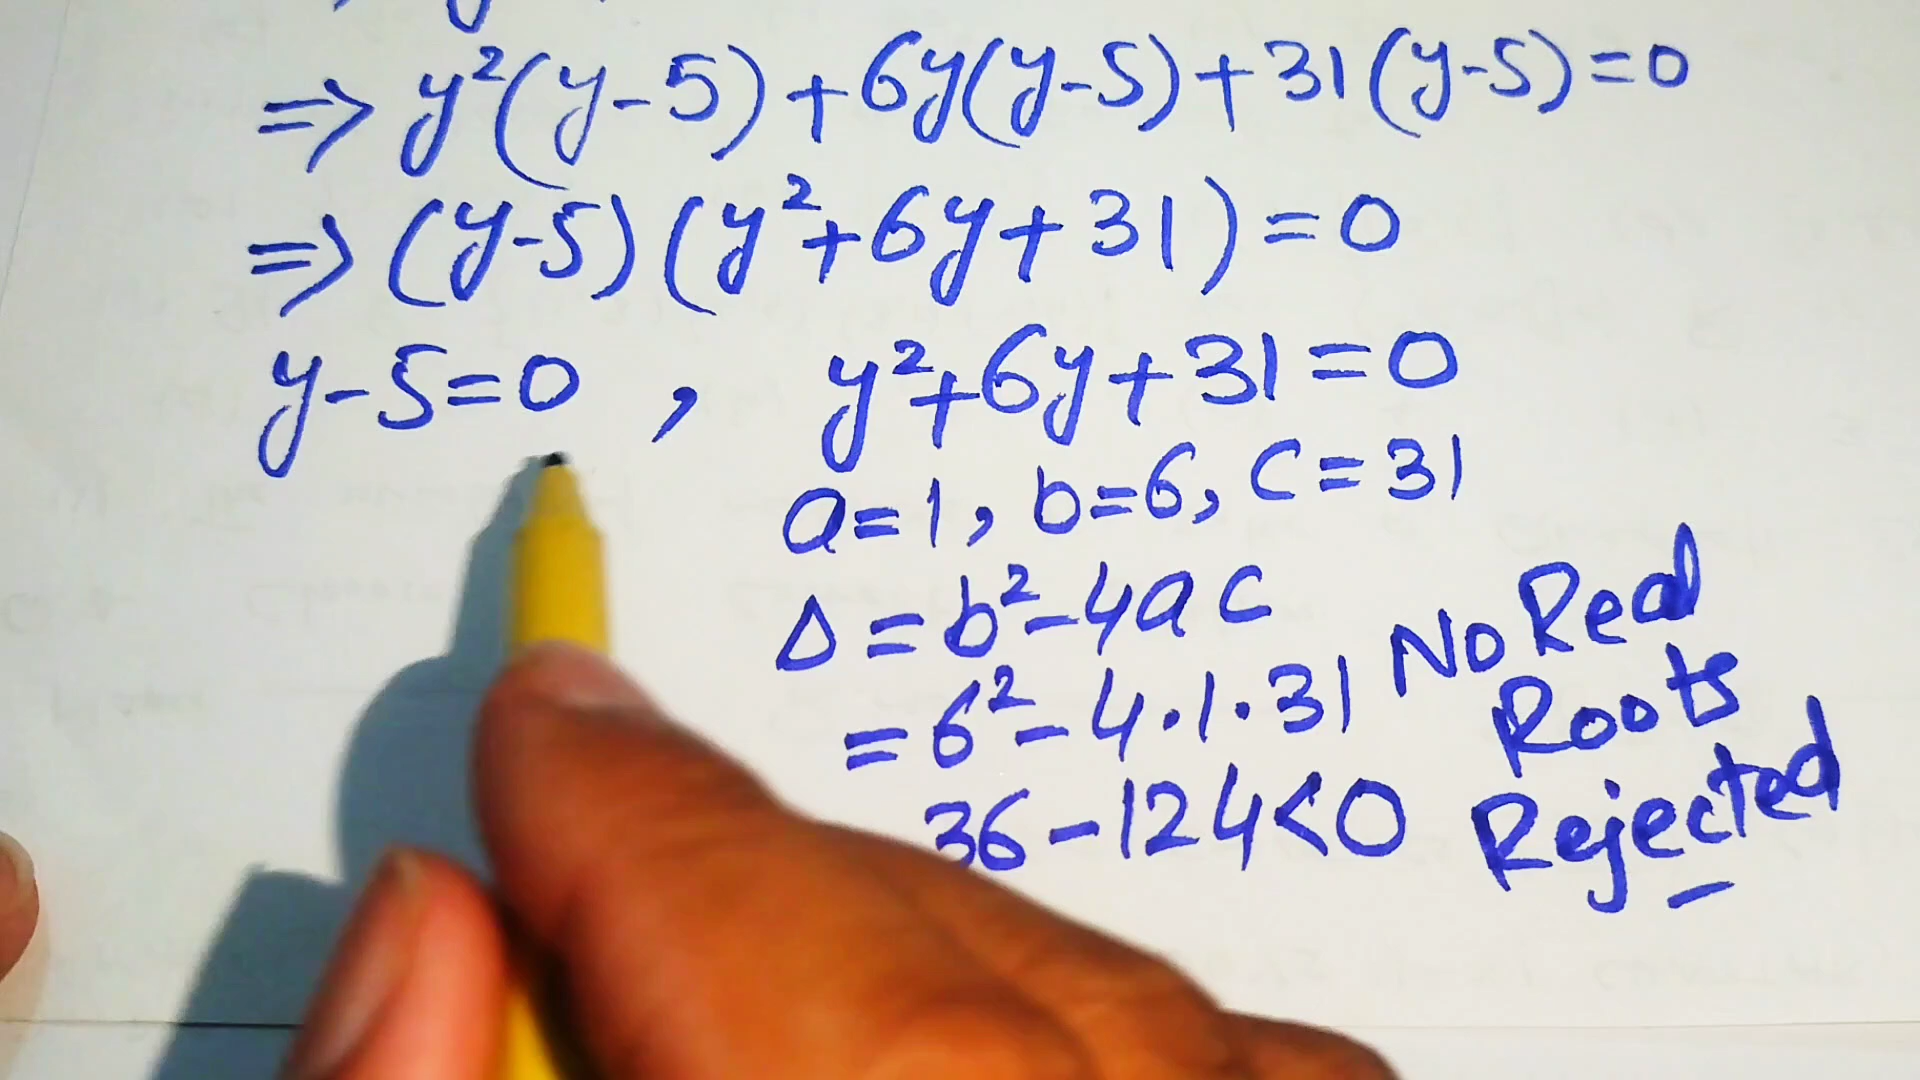 => y²(y-5)+6y(y-5)+31(y-5)=0
=> (y-5)(y²+6y+31)=0
y-5=0 , y²+6y+31=0
a=1, b=6, c=31
Δ=b²-4ac
=6²-4·1·31
36-124<0
No Real
Roots
Rejected